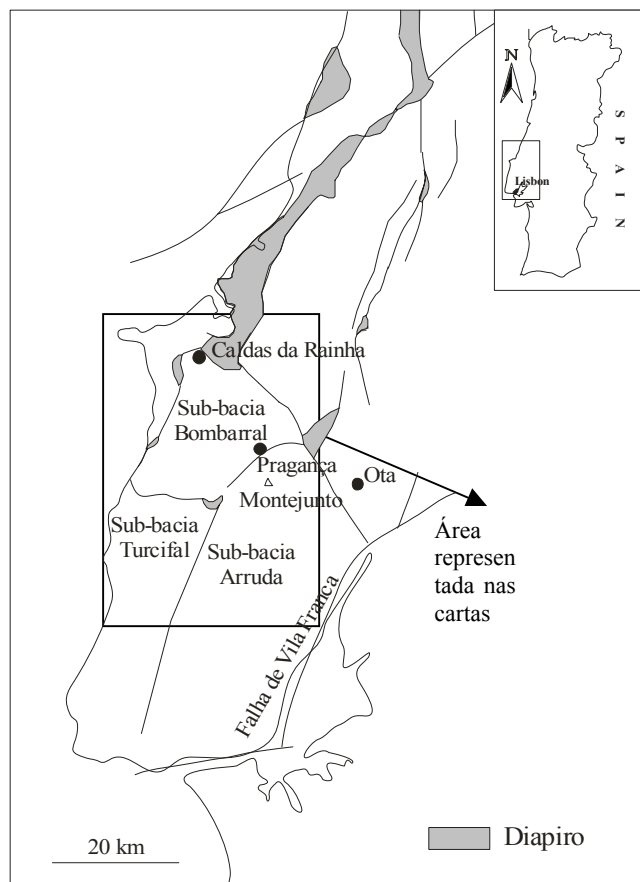 N
SPAIN
Lisbon
Caldas da Rainha
Sub-bacia
Bombarral
Pragança
Ota
Montejunto
Sub-bacia
Turcifal
Sub-bacia
Arruda
Área
represen
tada nas
cartas
Falha de Vila Franca
20 km
Diapiro